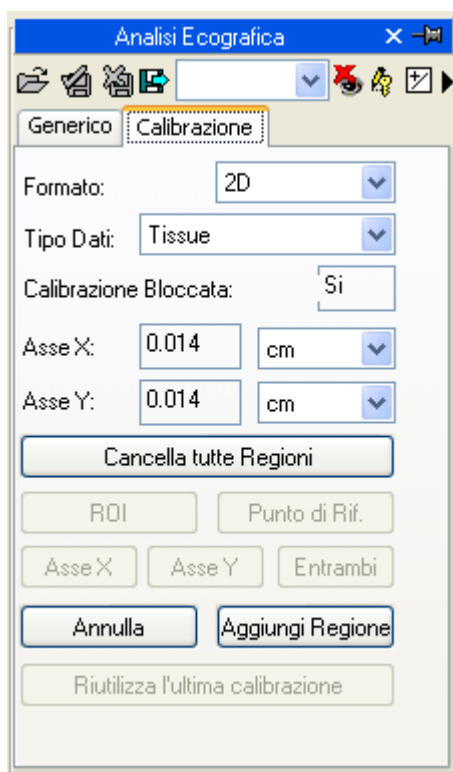 Analisi Ecografica
Generico Calibrazione
Formato: 2D
Tipo Dati: Tissue
Calibrazione Bloccata: Si
Asse X: 0.014 cm
Asse Y: 0.014 cm
Cancella tutte Regioni
ROI Punto di Rif.
Asse X Asse Y Entrambi
Annulla Aggiungi Regione
Riutilizza l'ultima calibrazione